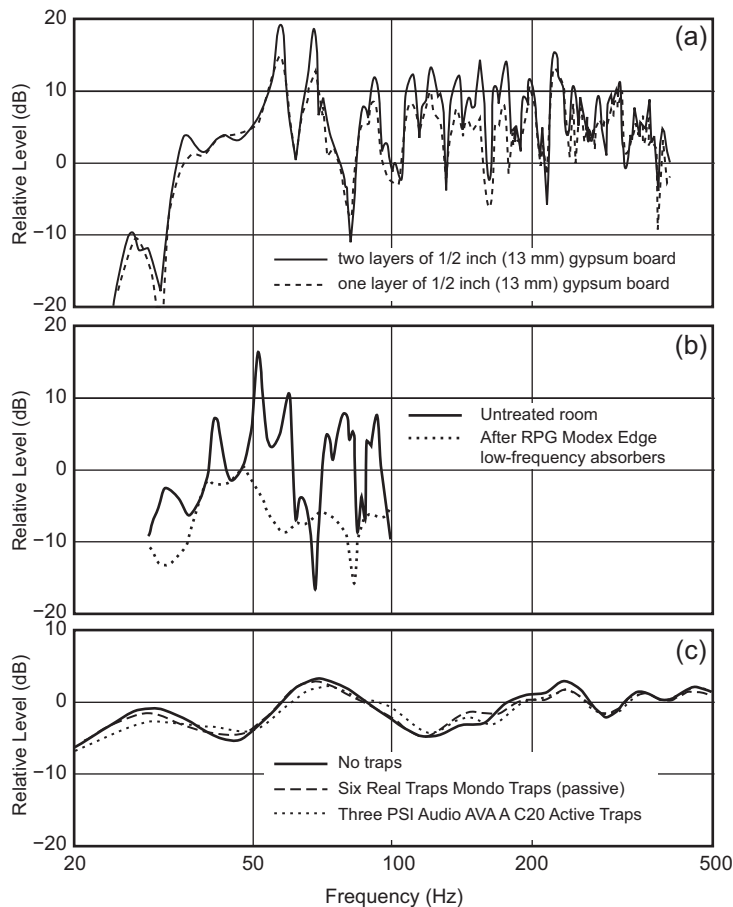 20
(a)
10
0
−10
−20
Relative Level (dB)
two layers of 1/2 inch (13 mm) gypsum board
one layer of 1/2 inch (13 mm) gypsum board
20
(b)
10
0
−10
−20
Relative Level (dB)
Untreated room
After RPG Modex Edge
low-frequency absorbers
10
(c)
0
−10
−20
Relative Level (dB)
No traps
Six Real Traps Mondo Traps (passive)
Three PSI Audio AVA A C20 Active Traps
20 50 100 200 500
Frequency (Hz)